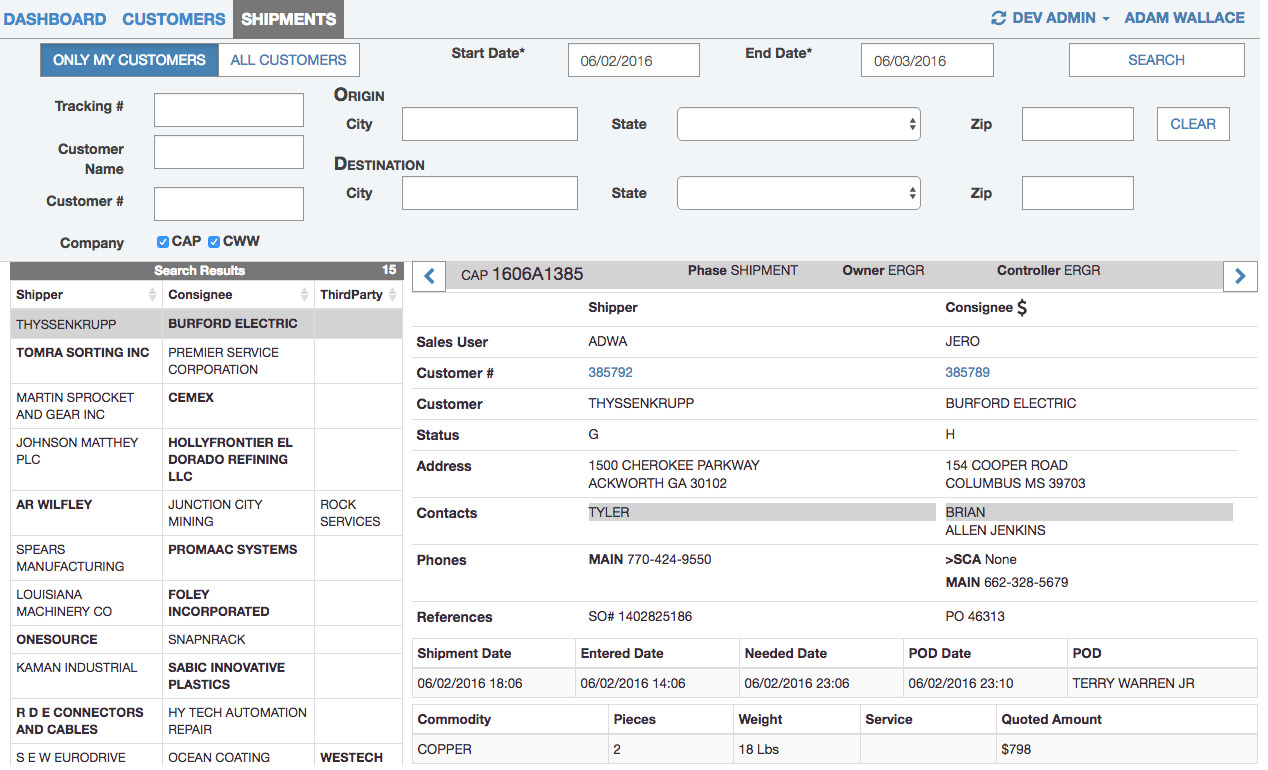 DASHBOARD CUSTOMERS SHIPMENTS DEV ADMIN ADAM WALLACE
ONLY MY CUSTOMERS ALL CUSTOMERS Start Date* 06/02/2016 End Date* 06/03/2016 SEARCH
Tracking #
Customer
Name
Customer #
Company CAP CWW
ORIGIN
City State Zip CLEAR
DESTINATION
City State Zip
Search Results 15
Shipper Consignee ThirdParty
THYSSENKRUPP BURFORD ELECTRIC
TOMRA SORTING INC PREMIER SERVICE
CORPORATION
MARTIN SPROCKET CEMEX
AND GEAR INC
JOHNSON MATTHEY HOLLYFRONTIER EL
PLC DORADO REFINING
LLC
AR WILFLEY JUNCTION CITY ROCK
MINING SERVICES
SPEARS PROMAAC SYSTEMS
MANUFACTURING
LOUISIANA FOLEY
MACHINERY CO INCORPORATED
ONESOURCE SNAPNRACK
KAMAN INDUSTRIAL SABIC INNOVATIVE
PLASTICS
R D E CONNECTORS HY TECH AUTOMATION
AND CABLES REPAIR
S E W EURODRIVE OCEAN COATING WESTECH
CAP 1606A1385 Phase SHIPMENT Owner ERGR Controller ERGR
Shipper Consignee $
Sales User ADWA JERO
Customer # 385792 385789
Customer THYSSENKRUPP BURFORD ELECTRIC
Status G H
Address 1500 CHEROKEE PARKWAY 154 COOPER ROAD
ACKWORTH GA 30102 COLUMBUS MS 39703
Contacts TYLER BRIAN
ALLEN JENKINS
Phones MAIN 770-424-9550 >SCA None
MAIN 662-328-5679
References SO# 1402825186 PO 46313
Shipment Date Entered Date Needed Date POD Date POD
06/02/2016 18:06 06/02/2016 14:06 06/02/2016 23:06 06/02/2016 23:10 TERRY WARREN JR
Commodity Pieces Weight Service Quoted Amount
COPPER 2 18 Lbs $798